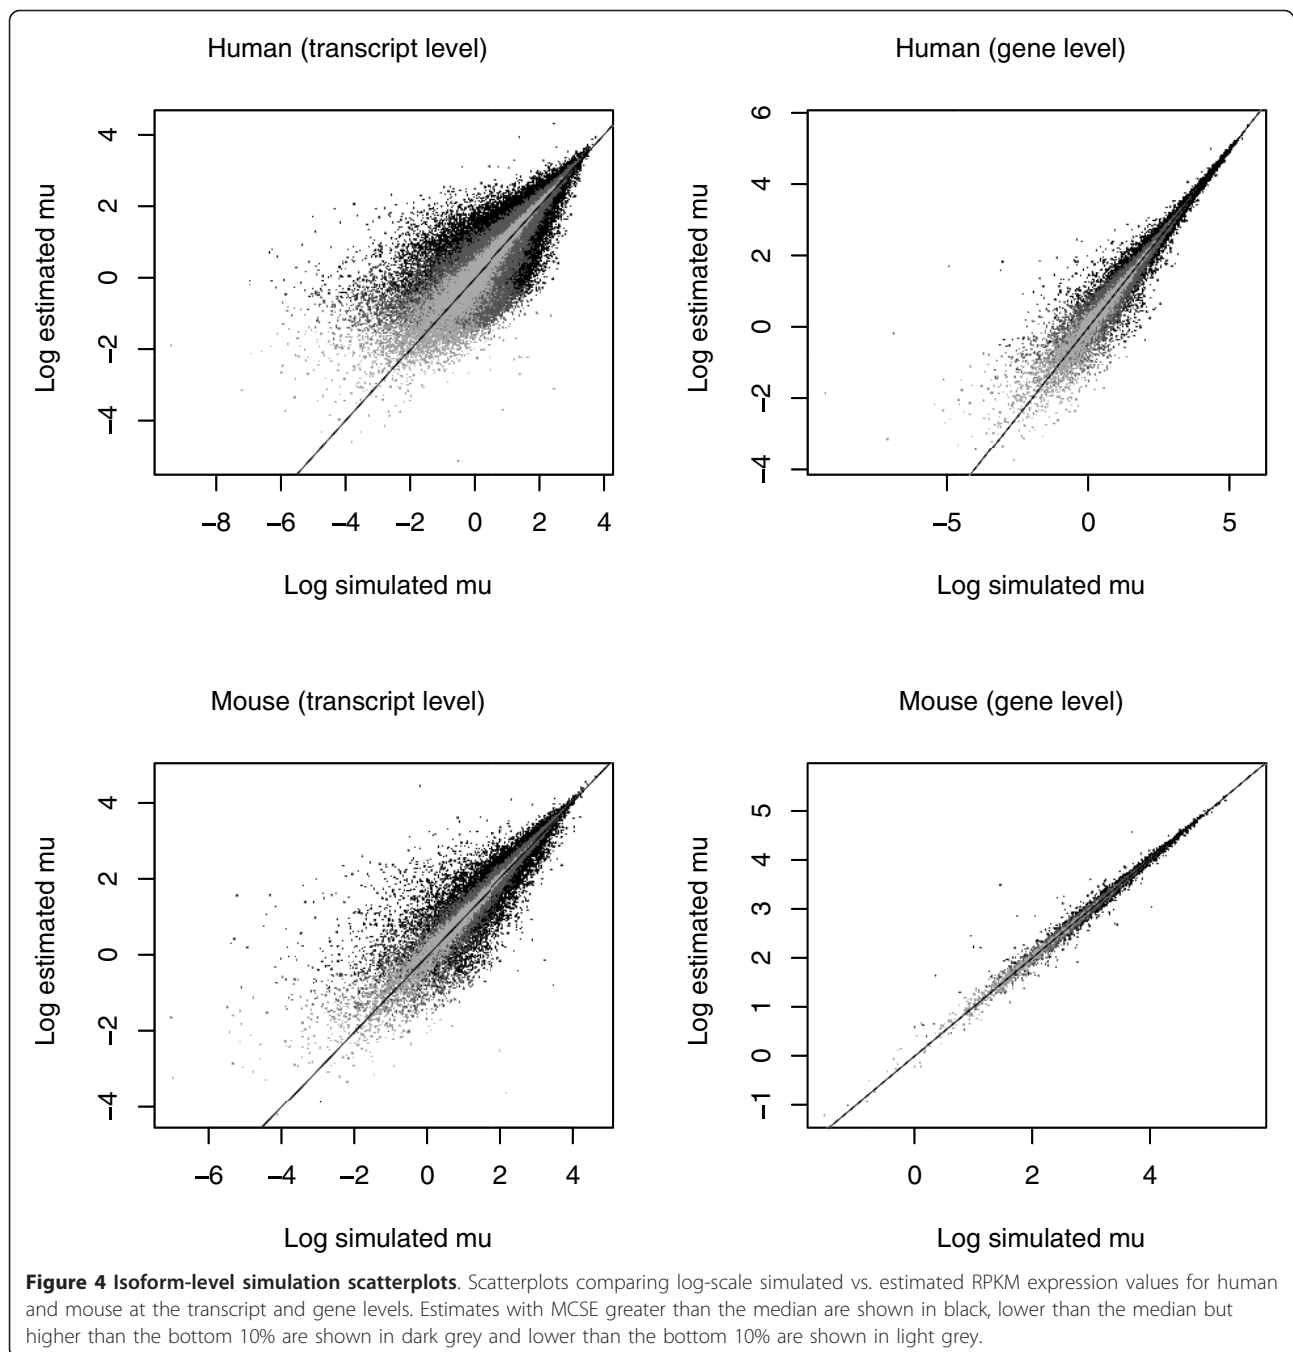 Human (transcript level)
Log estimated mu
4
2
0
−2
−4
−8 −6 −4 −2 0 2 4
Log simulated mu
Human (gene level)
Log estimated mu
6
4
2
0
−2
−4
−5 0 5
Log simulated mu
Mouse (transcript level)
Log estimated mu
4
2
0
−2
−4
−6 −4 −2 0 2 4
Log simulated mu
Mouse (gene level)
Log estimated mu
5
4
3
2
1
0
−1
0 2 4
Log simulated mu
Figure 4 Isoform-level simulation scatterplots. Scatterplots comparing log-scale simulated vs. estimated RPKM expression values for human
and mouse at the transcript and gene levels. Estimates with MCSE greater than the median are shown in black, lower than the median but
higher than the bottom 10% are shown in dark grey and lower than the bottom 10% are shown in light grey.